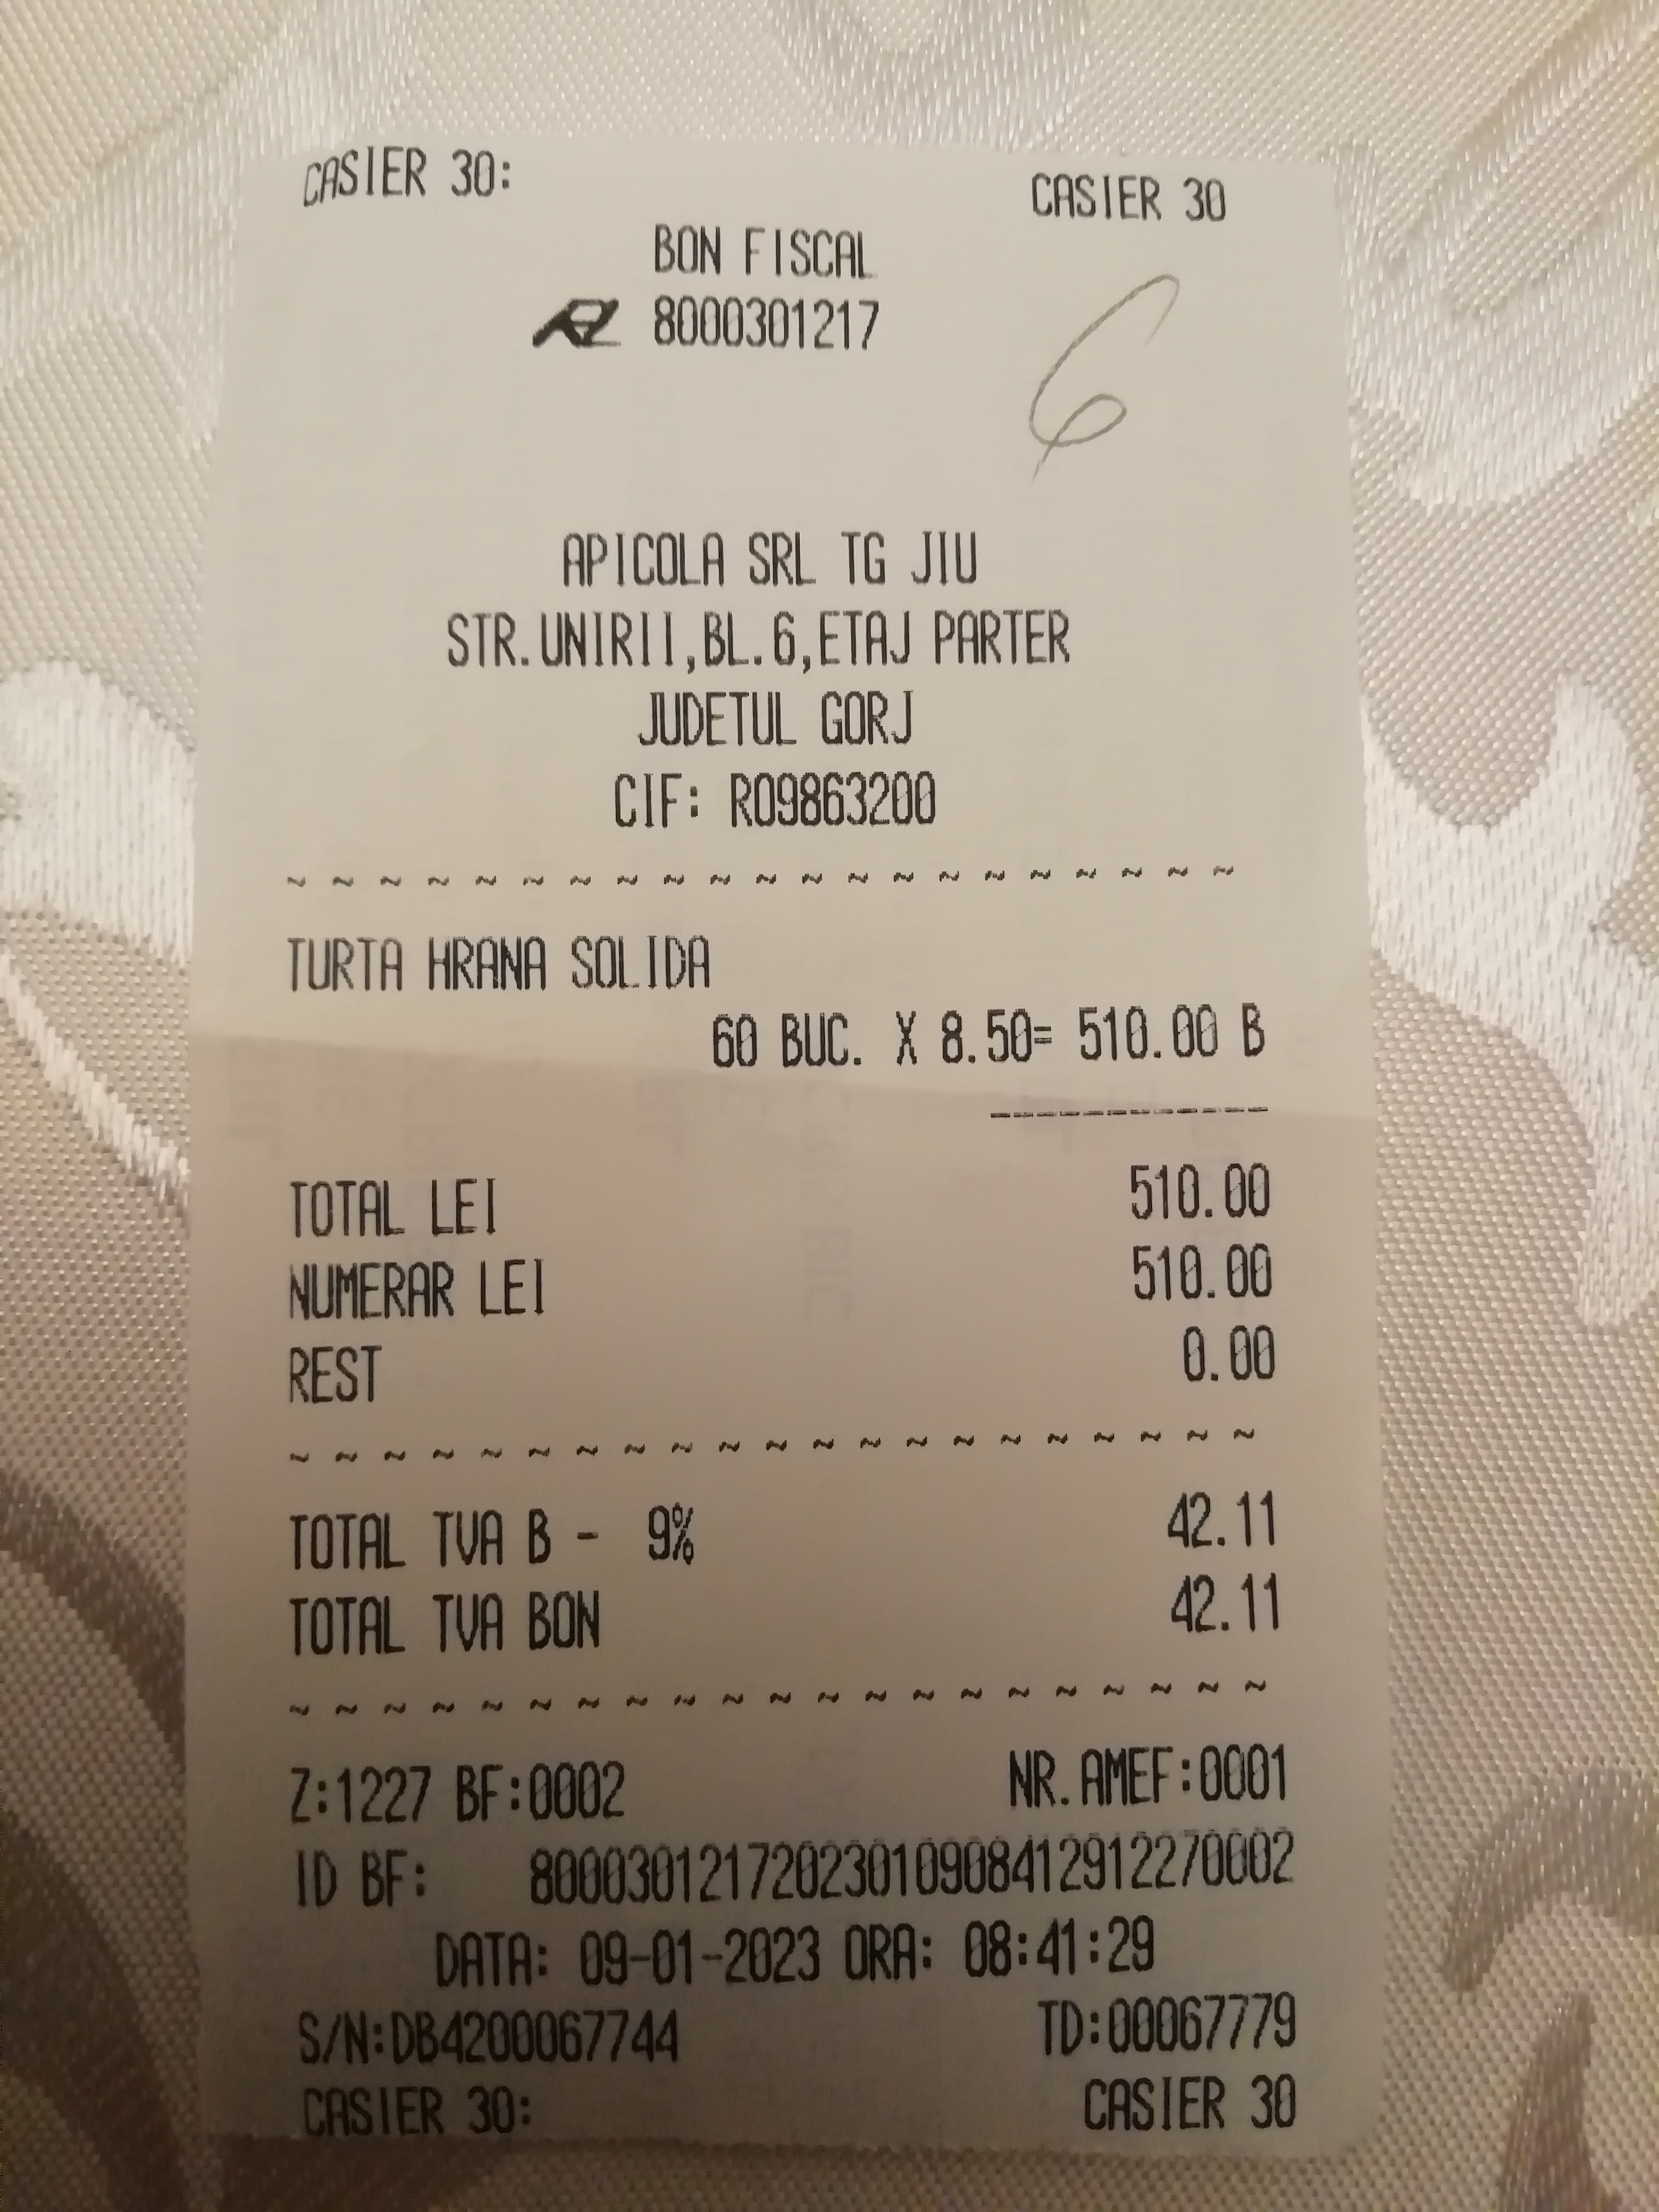 CASIER 30: CASIER 30
BON FISCAL
8000301217
6
APICOLA SRL TG JIU
STR.UNIRII,BL.6,ETAJ PARTER
JUDETUL GORJ
CIF: RO9863200
~ ~ ~ ~ ~ ~ ~ ~ ~ ~ ~ ~ ~ ~ ~ ~ ~ ~ ~ ~ ~
TURTA HRANA SOLIDA
60 BUC. X 8.50= 510.00 B
------------
TOTAL LEI 510.00
NUMERAR LEI 510.00
REST 0.00
~ ~ ~ ~ ~ ~ ~ ~ ~ ~ ~ ~ ~ ~ ~ ~ ~ ~ ~ ~ ~
TOTAL TVA B - 9% 42.11
TOTAL TVA BON 42.11
~ ~ ~ ~ ~ ~ ~ ~ ~ ~ ~ ~ ~ ~ ~ ~ ~ ~ ~ ~ ~
Z:1227 BF:0002 NR.AMEF:0001
ID BF: 80003012172023010908412912270002
DATA: 09-01-2023 ORA: 08:41:29
S/N:DB4200067744 TD:00067779
CASIER 30: CASIER 30